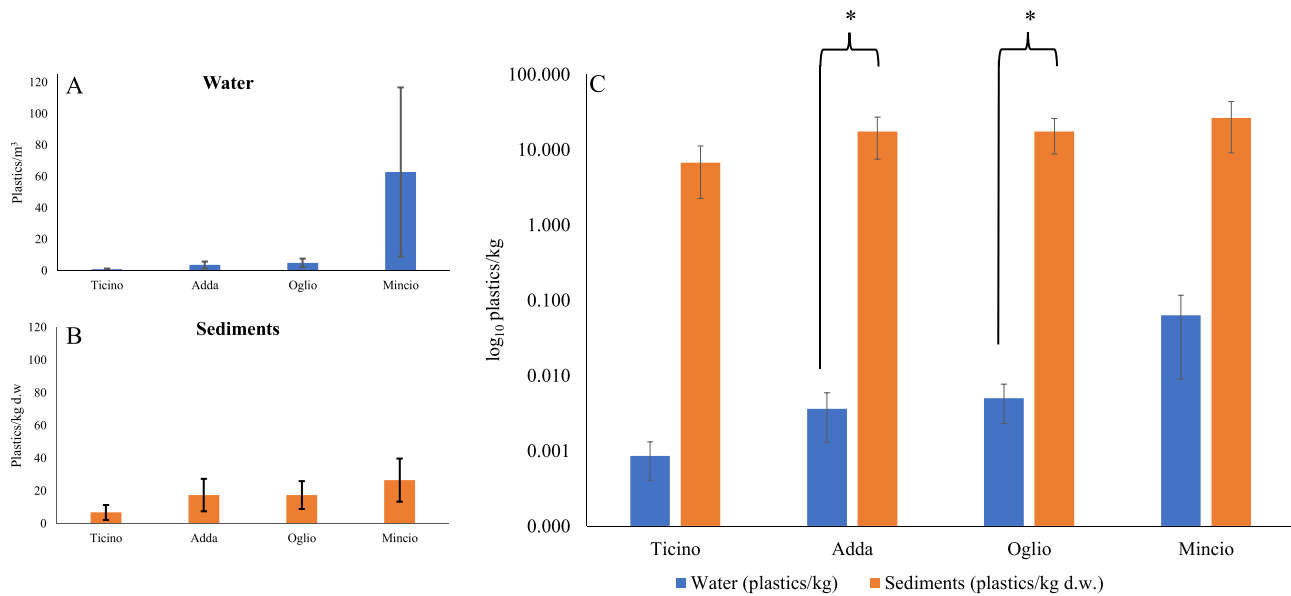 A
Water
Plastics/m³
120
100
80
60
40
20
0
Ticino Adda Oglio Mincio
B
Sediments
Plastics/kg d.w
120
100
80
60
40
20
0
Ticino Adda Oglio Mincio
C
* *
log₁₀ plastics/kg
100.000
10.000
1.000
0.100
0.010
0.001
0.000
Ticino Adda Oglio Mincio
Water (plastics/kg) Sediments (plastics/kg d.w.)